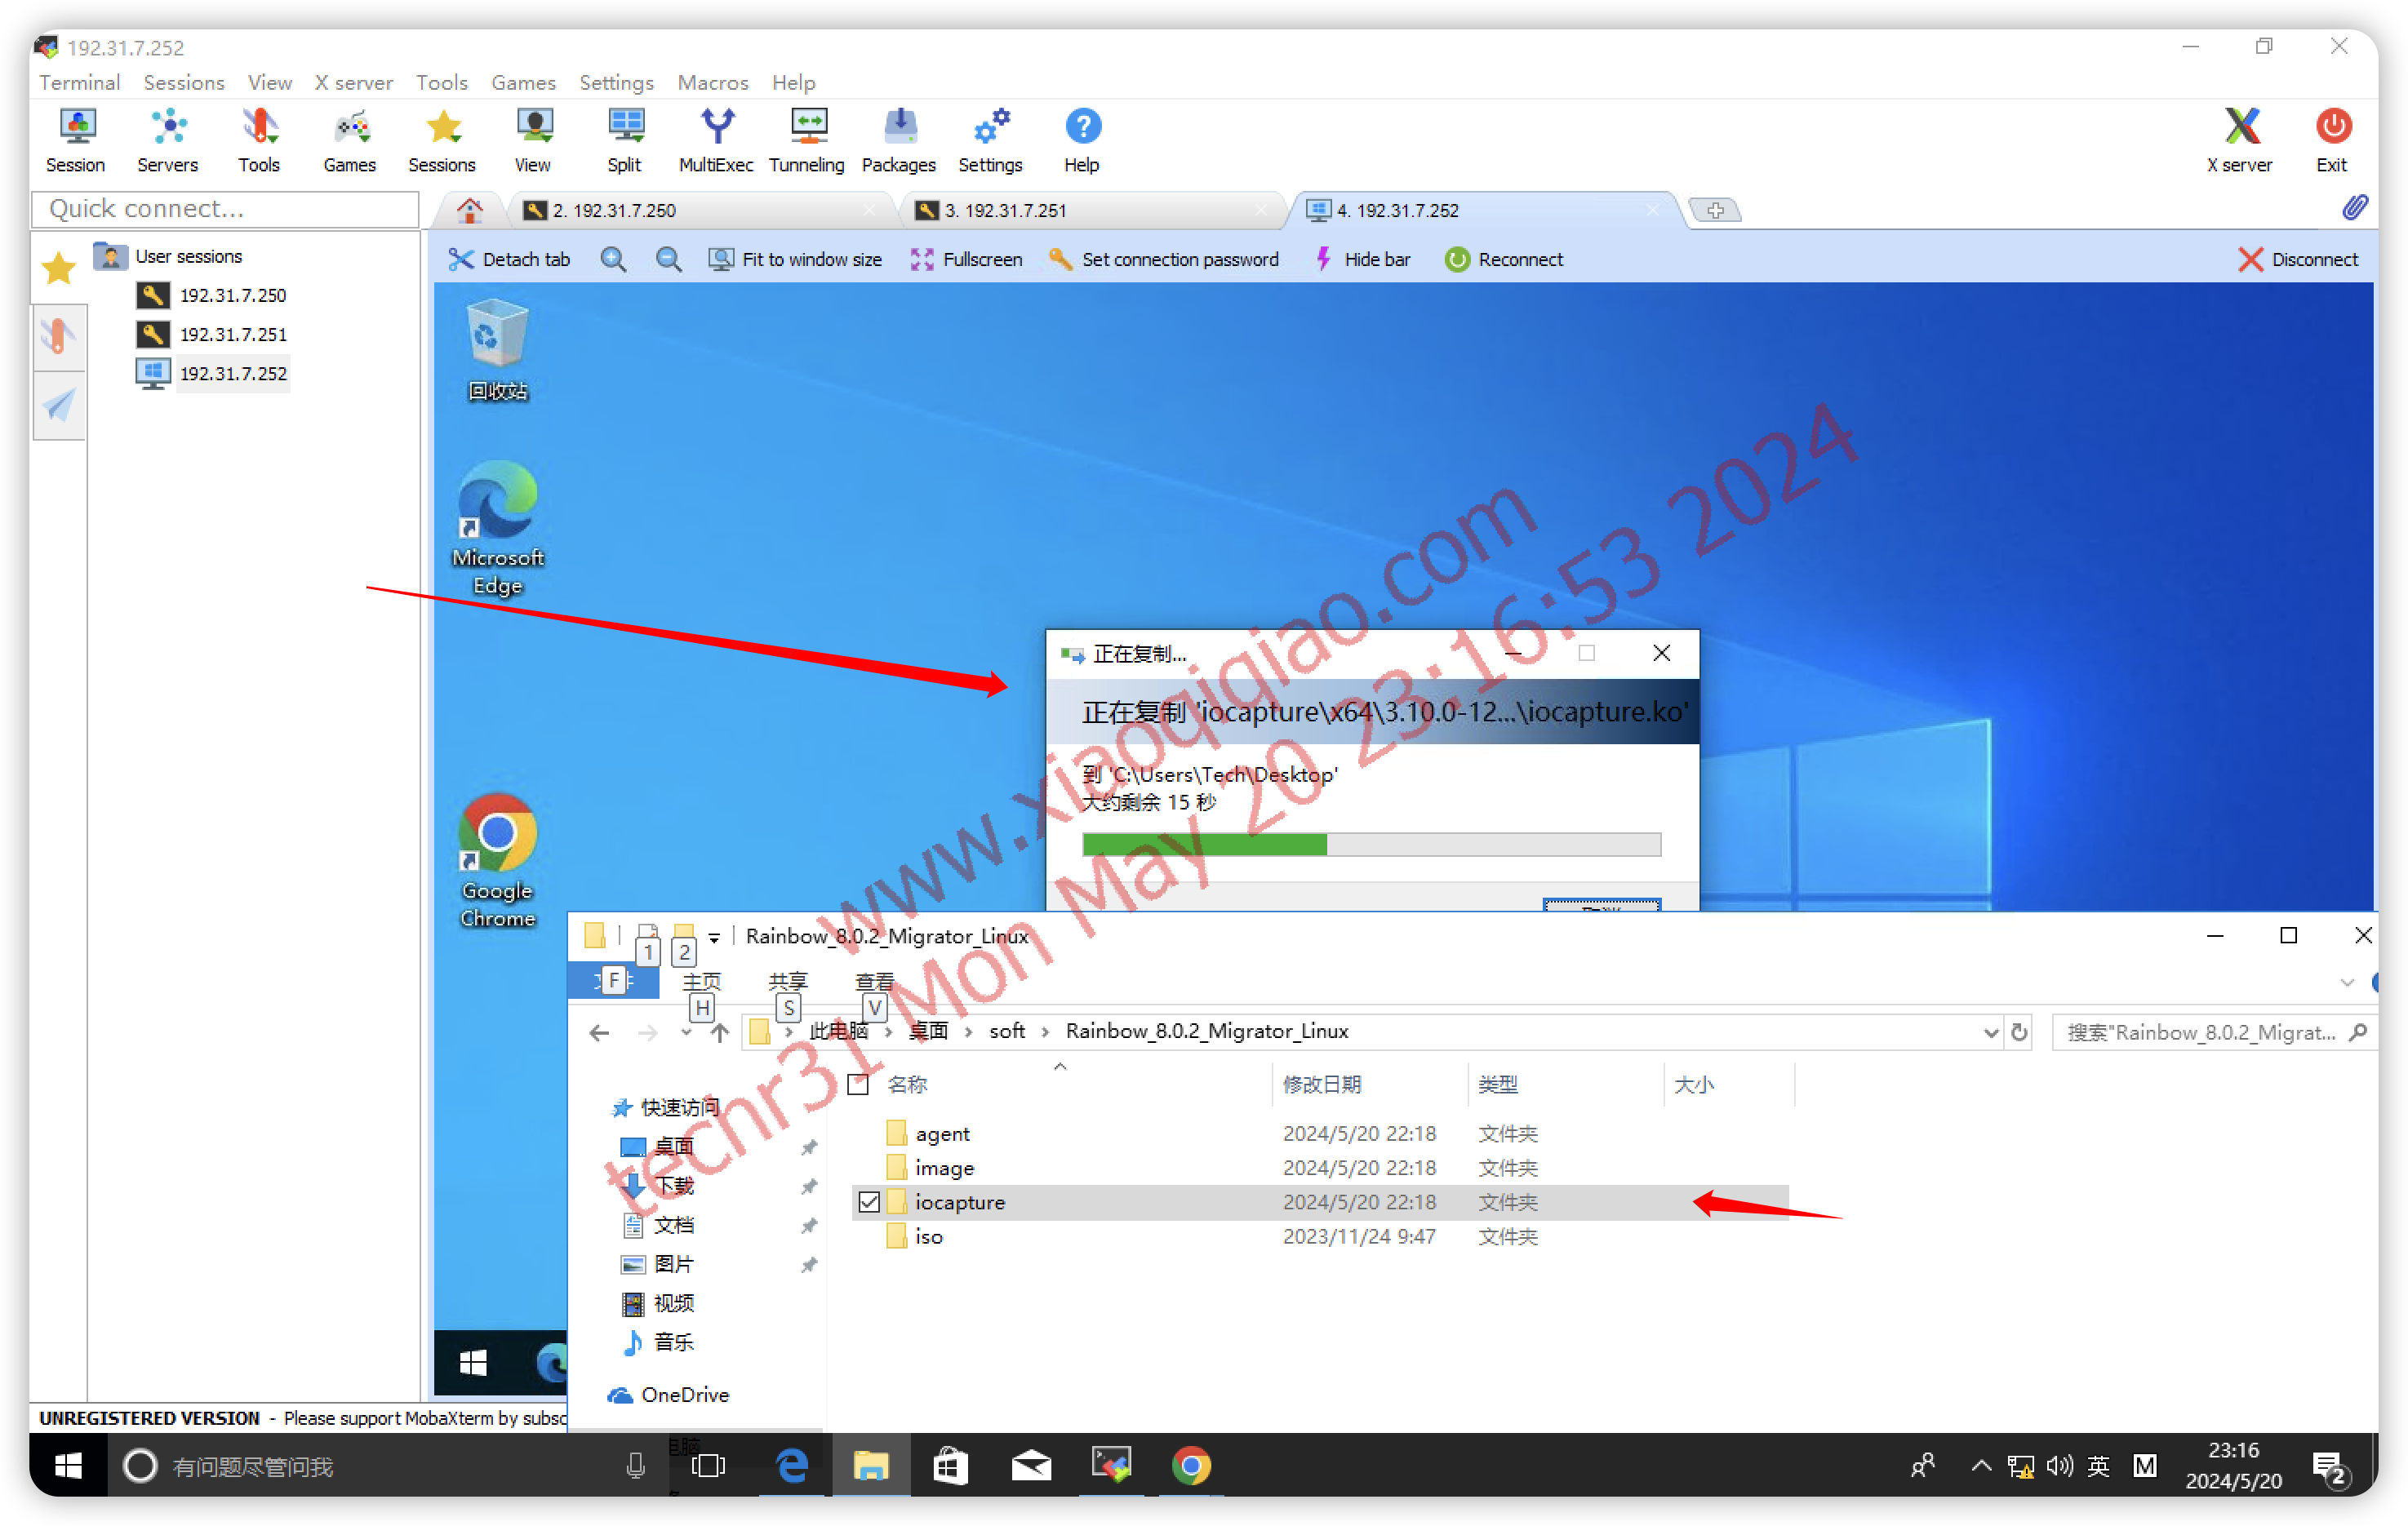 192.31.7.252
Terminal Sessions View X server Tools Games Settings Macros Help
Session Servers Tools Games Sessions View Split MultiExec Tunneling Packages Settings Help X server Exit
Quick connect...
2. 192.31.7.250
3. 192.31.7.251
4. 192.31.7.252
Detach tab Fit to window size Fullscreen Set connection password Hide bar Reconnect Disconnect
User sessions
192.31.7.250
192.31.7.251
192.31.7.252
回收站
Microsoft
Edge
Google
Chrome
正在复制...
正在复制 'iocapture\x64\3.10.0-12...\iocapture.ko'
到 'C:\Users\Tech\Desktop'
大约剩余 15 秒
www.xiaoqiqiao.com
techr31 Mon May 20 23:16:53 2024
1 2 Rainbow_8.0.2_Migrator_Linux
F 主页 共享 查看
H S V
此电脑 桌面 soft Rainbow_8.0.2_Migrator_Linux
搜索"Rainbow_8.0.2_Migrat...
名称 修改日期 类型 大小
快速访问
桌面
下载
文档
图片
视频
音乐
OneDrive
agent 2024/5/20 22:18 文件夹
image 2024/5/20 22:18 文件夹
iocapture 2024/5/20 22:18 文件夹
iso 2023/11/24 9:47 文件夹
UNREGISTERED VERSION - Please support MobaXterm by subsc
有问题尽管问我
英 M
23:16
2024/5/20
2